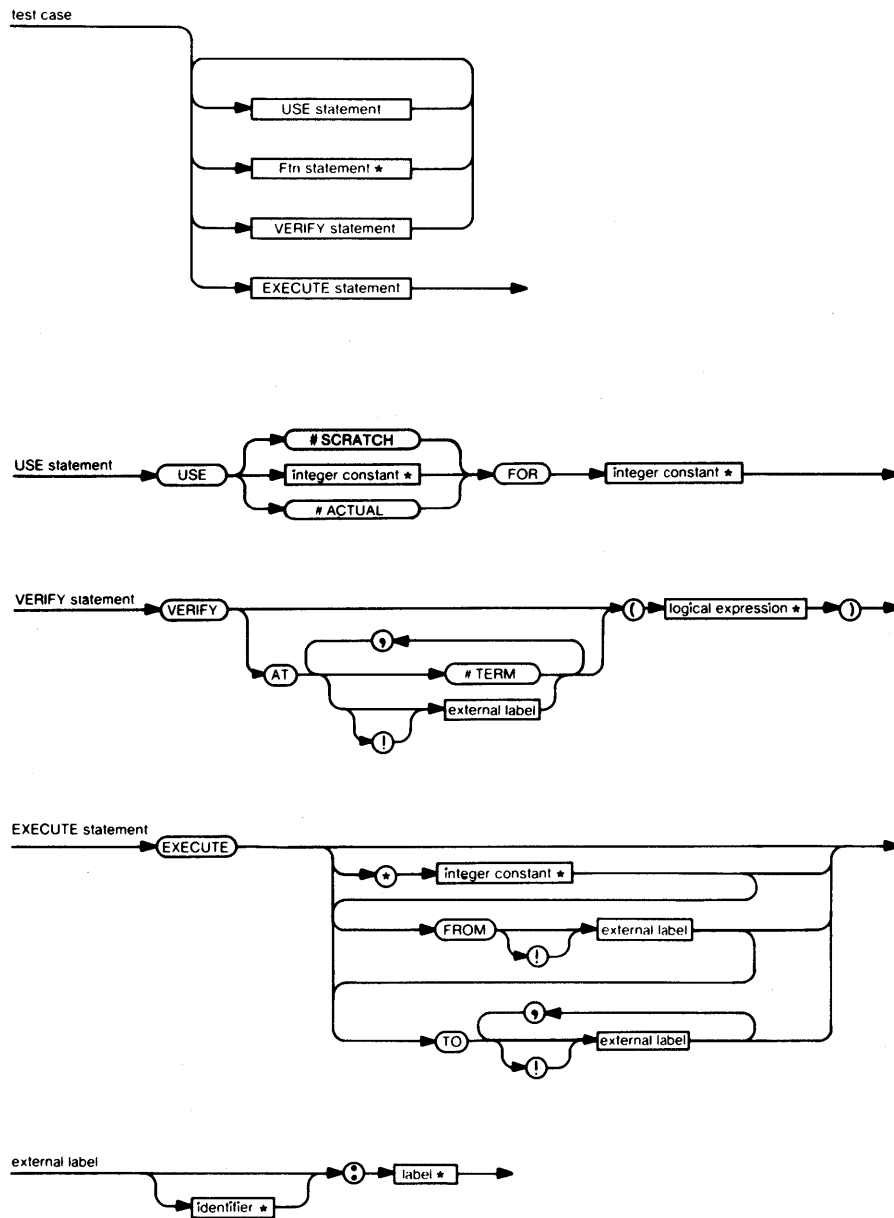 test case
USE statement
Ftn statement *
VERIFY statement
EXECUTE statement
# SCRATCH
USE statement USE integer constant * FOR integer constant *
# ACTUAL
VERIFY statement VERIFY ( logical expression * )
,
AT # TERM
external label
!
EXECUTE statement
EXECUTE
* integer constant *
FROM external label
!
,
TO external label
!
external label
: label *
identifier *